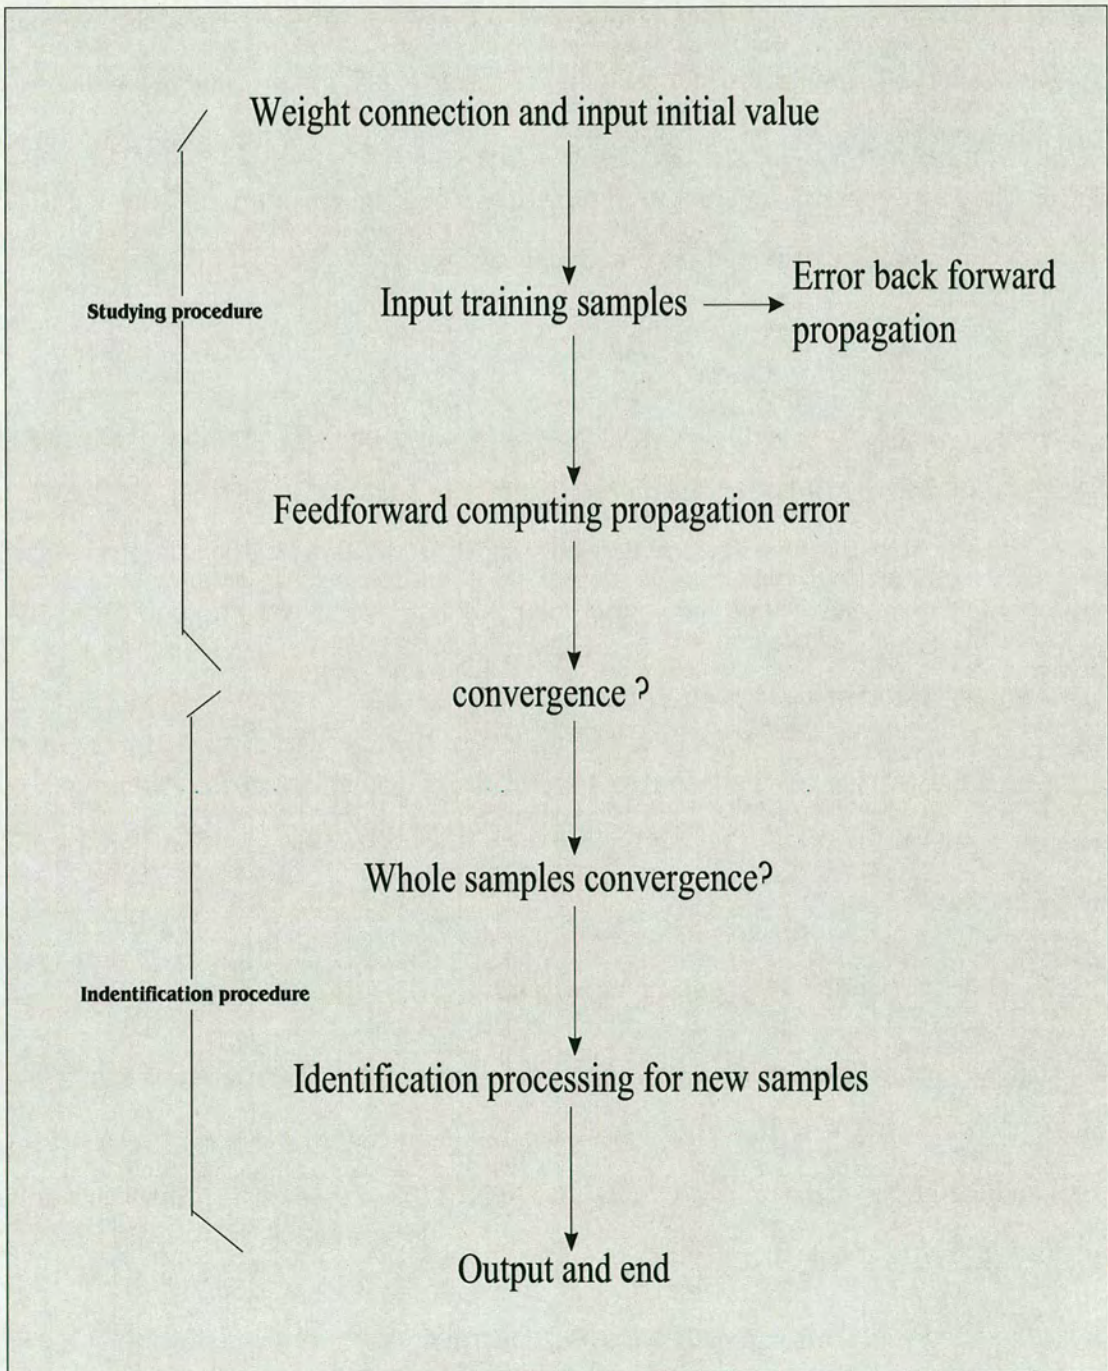 Weight connection and input initial value
Studying procedure
Input training samples
Error back forward
propagation
Feedforward computing propagation error
convergence ?
Whole samples convergence?
Indentification procedure
Identification processing for new samples
Output and end